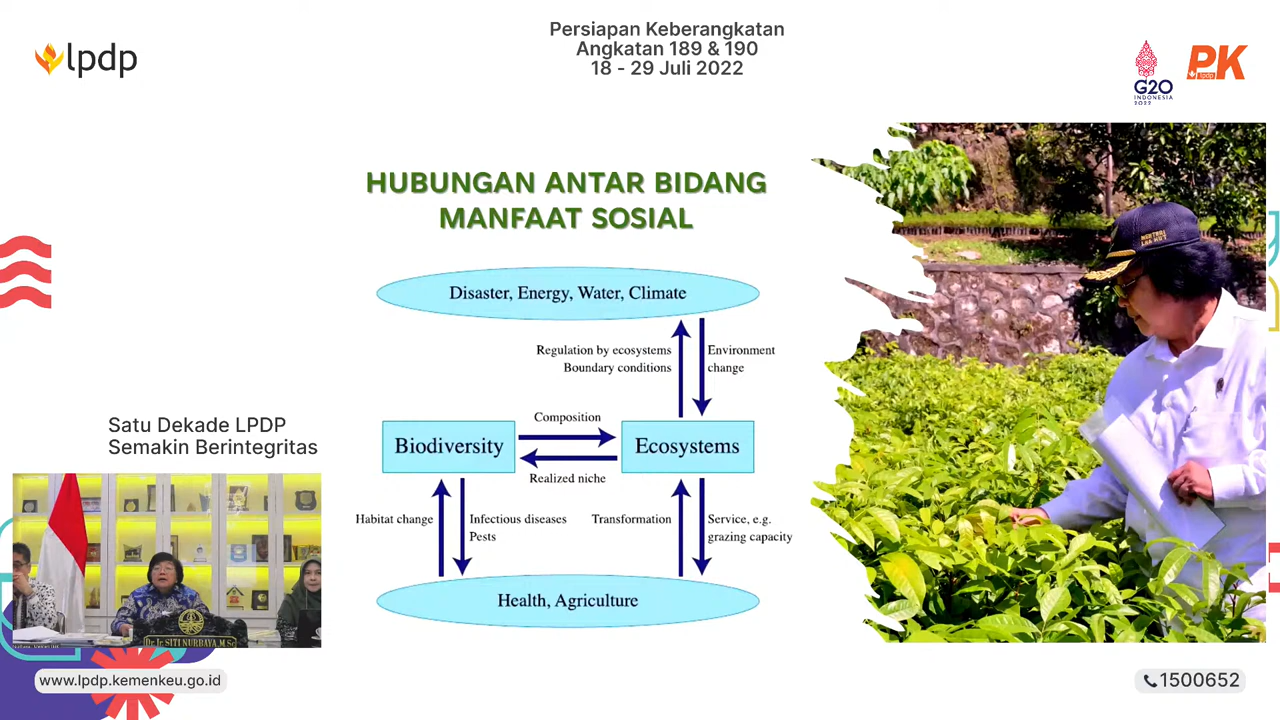 lpdp
Persiapan Keberangkatan
Angkatan 189 & 190
18 - 29 Juli 2022
G20
INDONESIA
2022
PK
lpdp
HUBUNGAN ANTAR BIDANG
MANFAAT SOSIAL
Disaster, Energy, Water, Climate
Regulation by ecosystems
Boundary conditions
Environment
change
Composition
Biodiversity
Ecosystems
Realized niche
Habitat change
Infectious diseases
Pests
Transformation
Service, e.g.
grazing capacity
Health, Agriculture
MENTERI
LHK
Satu Dekade LPDP
Semakin Berintegritas
Dr. Ir. SITI NURBAYA, M.Sc
www.lpdp.kemenkeu.go.id
1500652